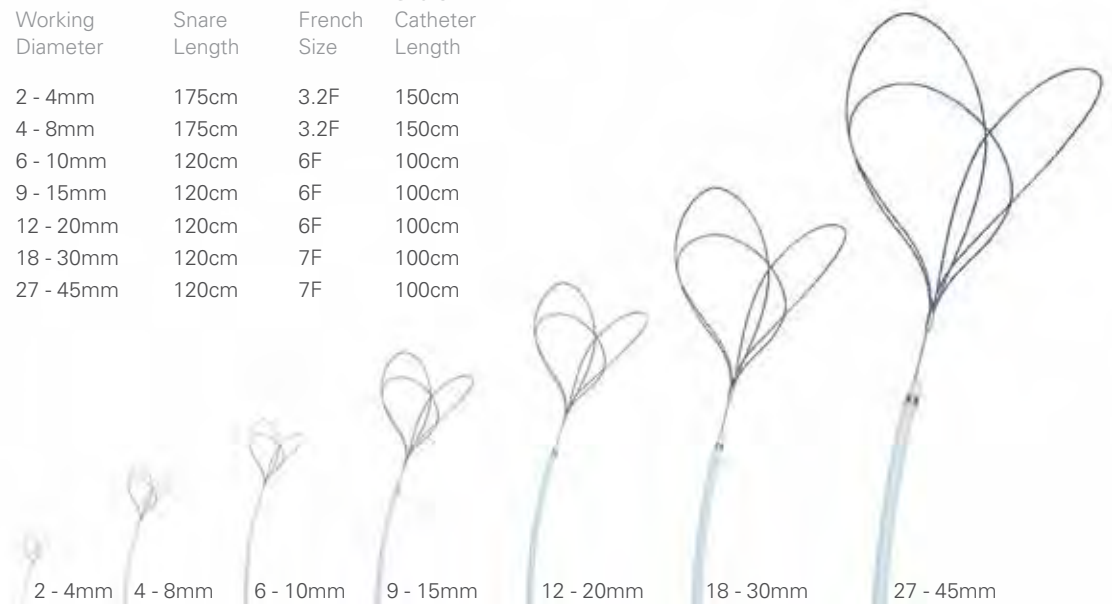 Working Snare French Catheter
Diameter Length Size Length
2 - 4mm 175cm 3.2F 150cm
4 - 8mm 175cm 3.2F 150cm
6 - 10mm 120cm 6F 100cm
9 - 15mm 120cm 6F 100cm
12 - 20mm 120cm 6F 100cm
18 - 30mm 120cm 7F 100cm
27 - 45mm 120cm 7F 100cm
2 - 4mm 4 - 8mm 6 - 10mm 9 - 15mm 12 - 20mm 18 - 30mm 27 - 45mm